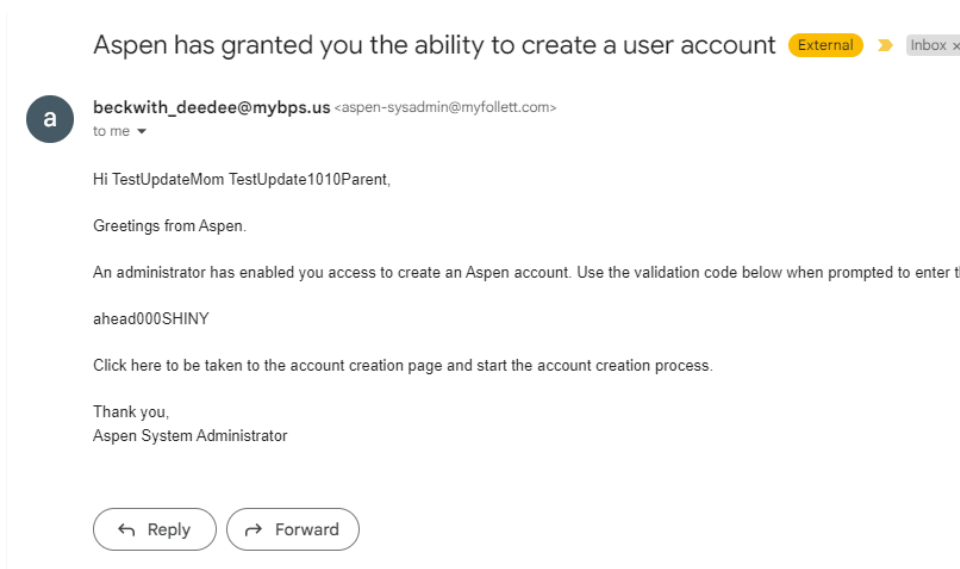 Aspen has granted you the ability to create a user account External Inbox ×
a
beckwith_deedee@mybps.us <aspen-sysadmin@myfollett.com>
to me
Hi TestUpdateMom TestUpdate1010Parent,
Greetings from Aspen.
An administrator has enabled you access to create an Aspen account. Use the validation code below when prompted to enter
ahead000SHINY
Click here to be taken to the account creation page and start the account creation process.
Thank you,
Aspen System Administrator
Reply Forward